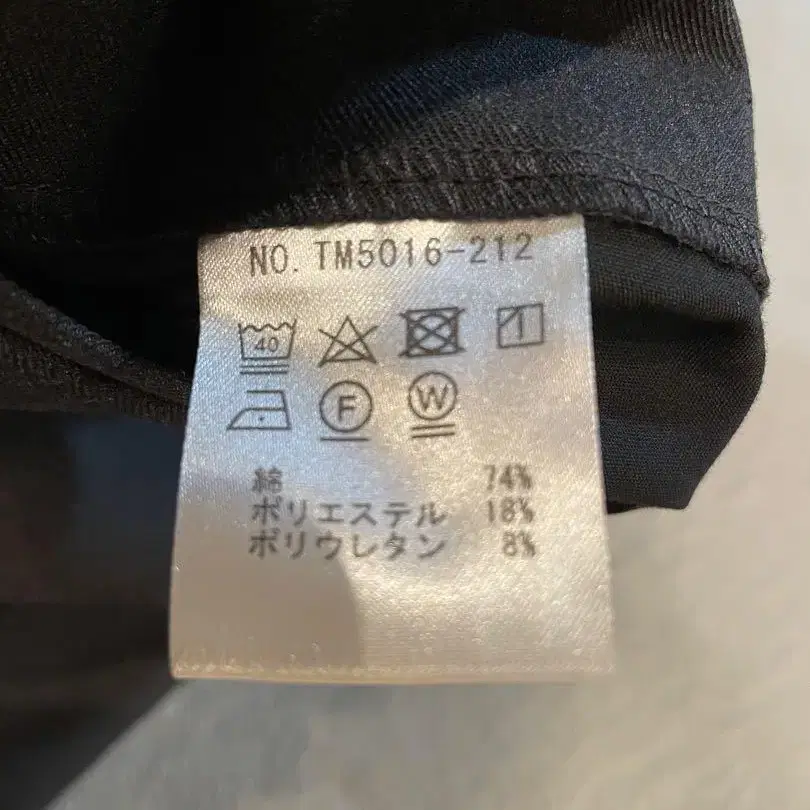 NO. TM5016-212
40
F W
綿 74%
ポリエステル 18%
ポリウレタン 8%